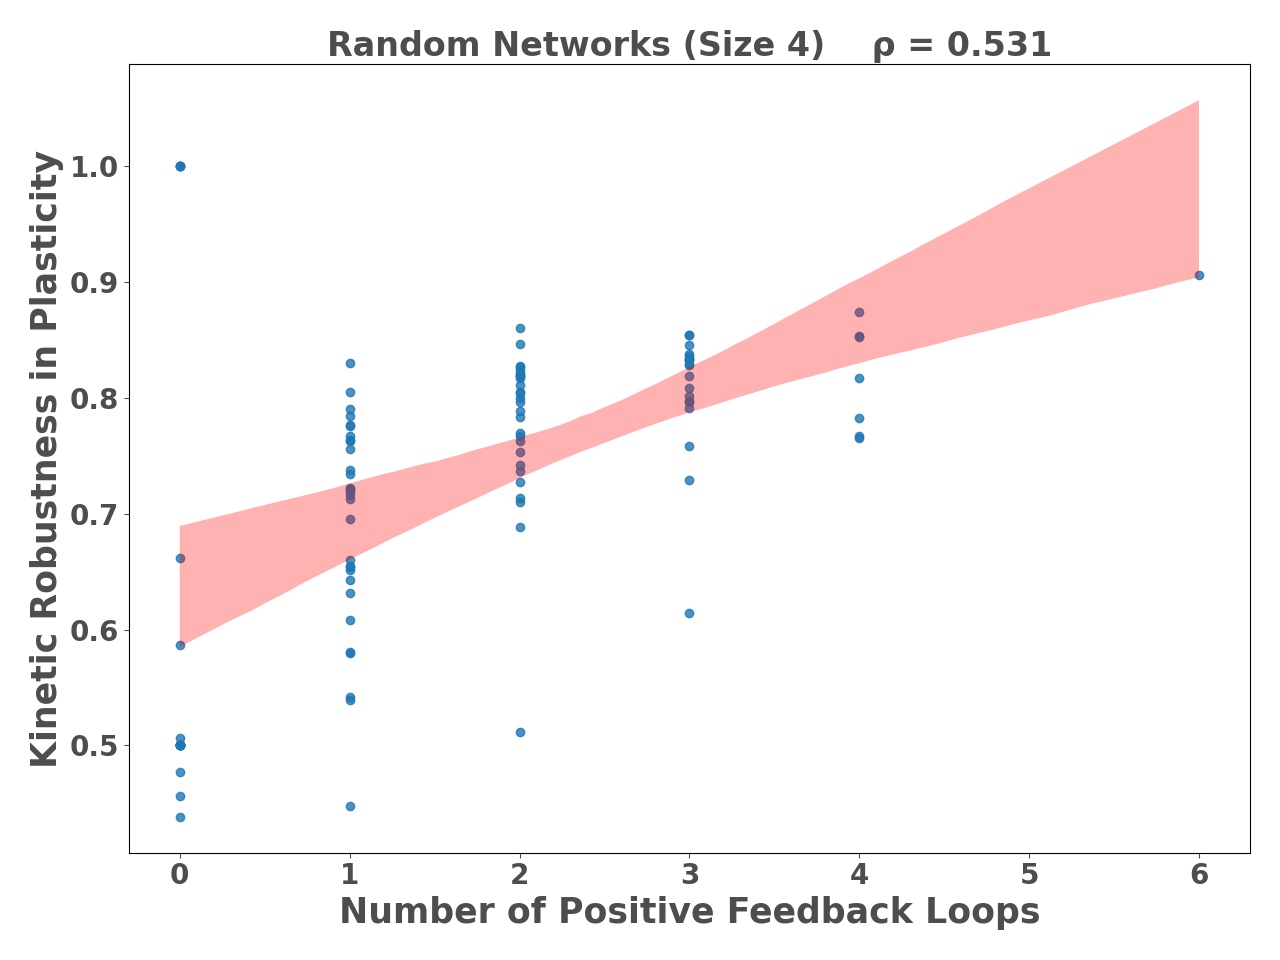 Random Networks (Size 4)    ρ = 0.531
Kinetic Robustness in Plasticity
1.0
0.9
0.8
0.7
0.6
0.5
0 1 2 3 4 5 6
Number of Positive Feedback Loops